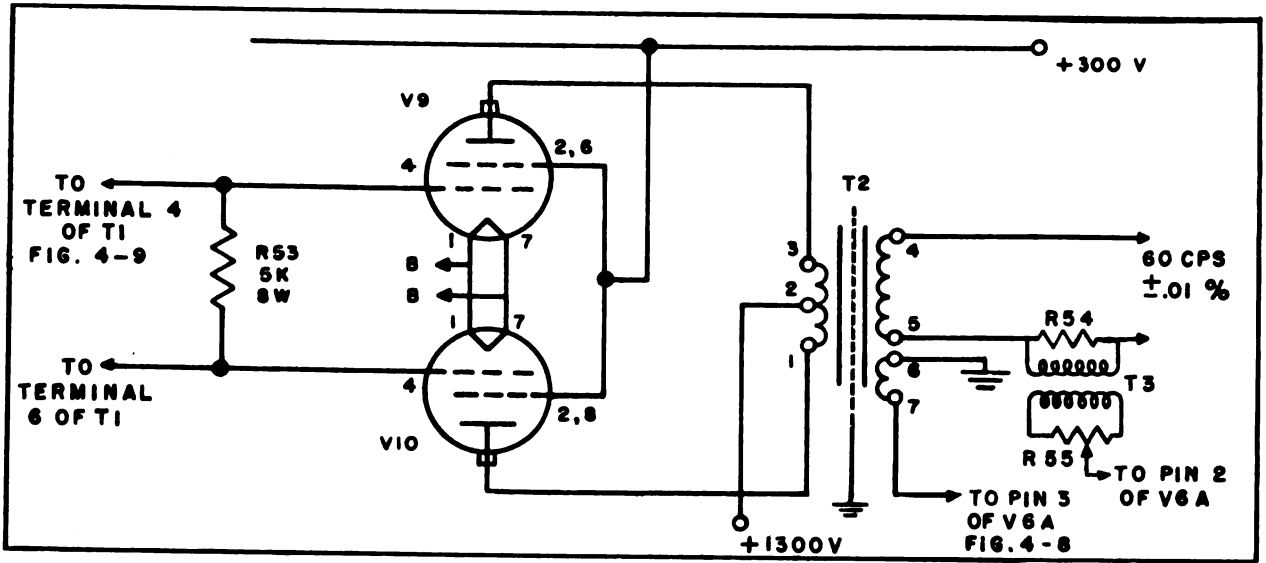 +300 V
V9
2,6
4
TO
TERMINAL 4
OF T1
FIG. 4-9
R53
5K
8W
1
7
B
B
1
7
TO
TERMINAL
6 OF T1
4
2,8
V10
T2
3
2
1
4
5
6
7
60 CPS
±.01 %
R54
T3
R55
TO PIN 2
OF V6A
TO PIN 3
OF V6A
FIG. 4-8
+1300V